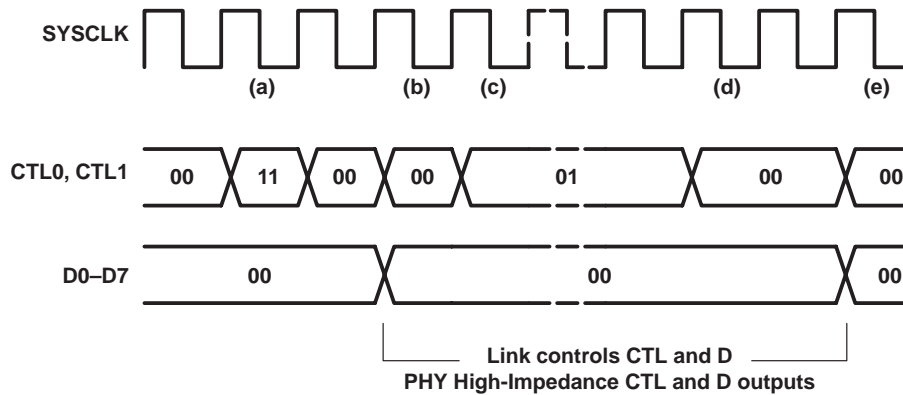 SYSCLK
(a) (b) (c) (d) (e)
CTL0, CTL1 00 11 00 00 01 00 00
D0–D7 00 00 00
Link controls CTL and D
PHY High-Impedance CTL and D outputs